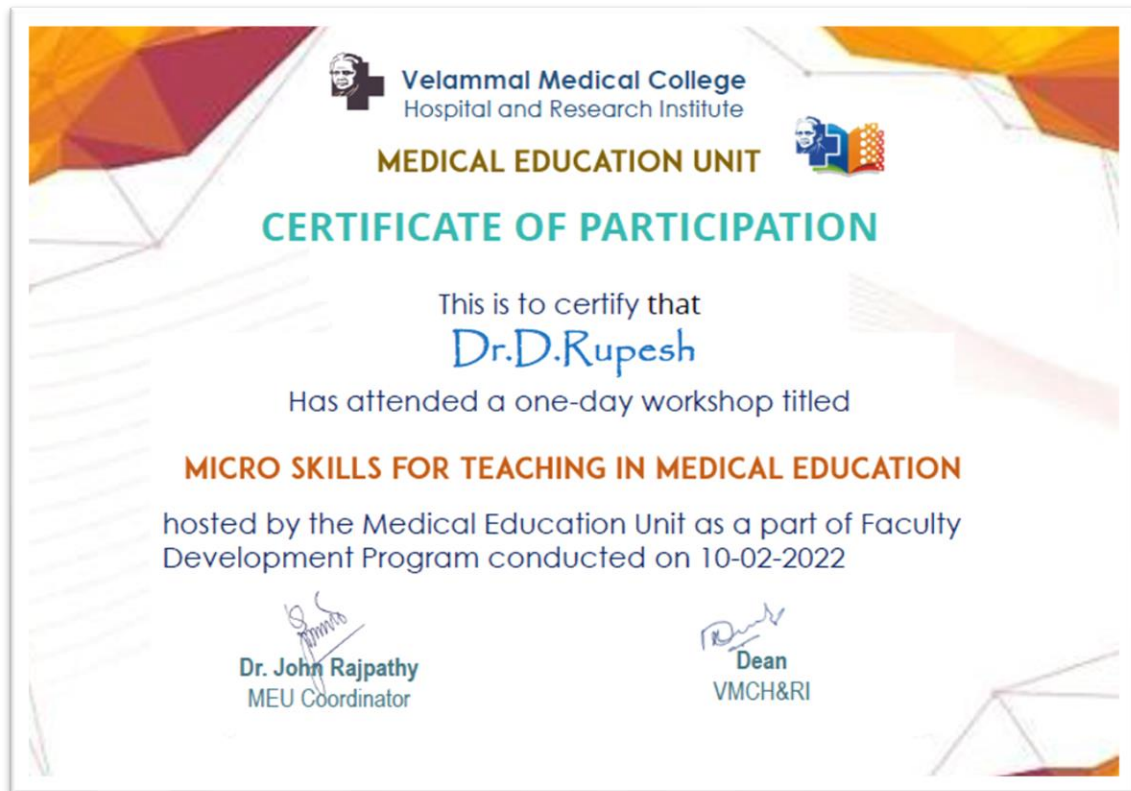 Velammal Medical College
Hospital and Research Institute
MEDICAL EDUCATION UNIT
CERTIFICATE OF PARTICIPATION
This is to certify that
Dr.D.Rupesh
Has attended a one-day workshop titled
MICRO SKILLS FOR TEACHING IN MEDICAL EDUCATION
hosted by the Medical Education Unit as a part of Faculty
Development Program conducted on 10-02-2022
Dr. John Rajpathy
MEU Coordinator
Dean
VMCH&RI